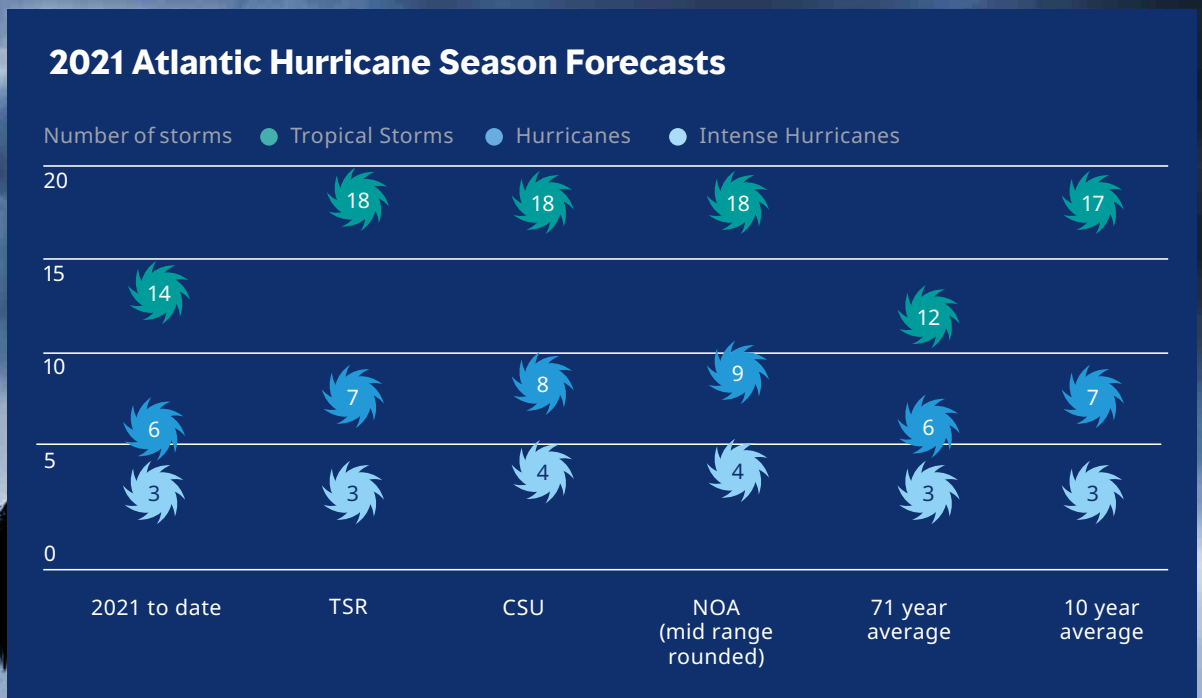 2021 Atlantic Hurricane Season Forecasts
Number of storms Tropical Storms Hurricanes Intense Hurricanes
20
18 18 18 17
15
14
12
10
9
8
7 7
6 6
5
4 4
3 3 3 3
0
2021 to date TSR CSU NOA 71 year 10 year
(mid range average average
rounded)